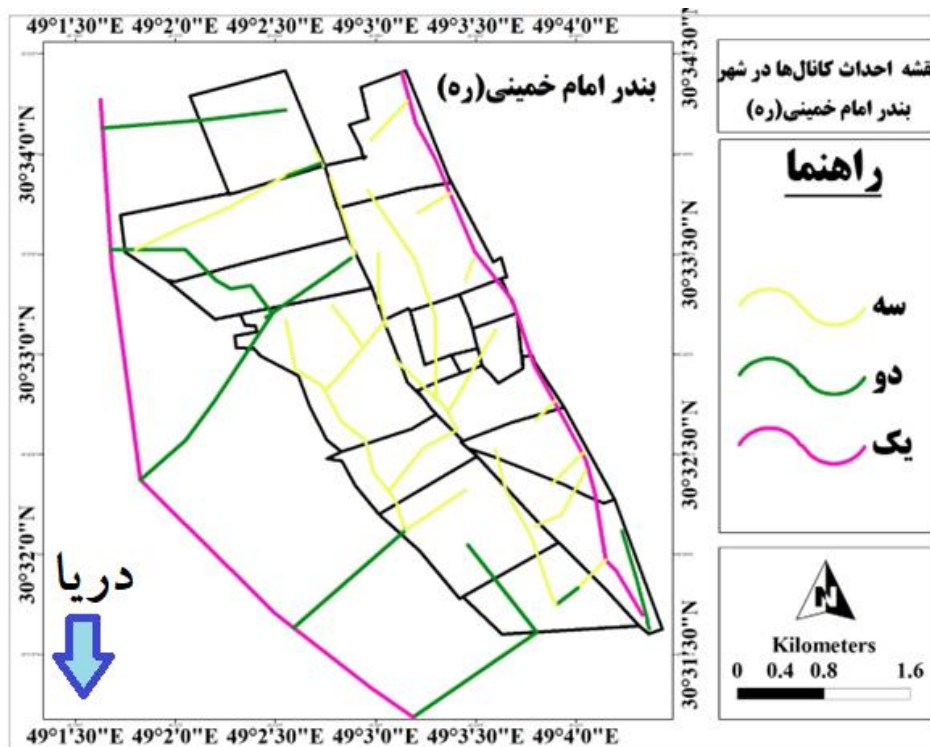 49°1'30"E 49°2'0"E 49°2'30"E 49°3'0"E 49°3'30"E 49°4'0"E
بندر امام خمینی(ره)
نقشه احداث کانال‌ها در شهر
بندر امام خمینی(ره)
راهنما
سه
دو
یک
30°34'0"N
30°33'0"N
30°32'0"N
30°34'30"N
30°33'30"N
30°32'30"N
30°31'30"N
دریا
N
Kilometers
0 0.4 0.8 1.6
49°1'30"E 49°2'0"E 49°2'30"E 49°3'0"E 49°3'30"E 49°4'0"E